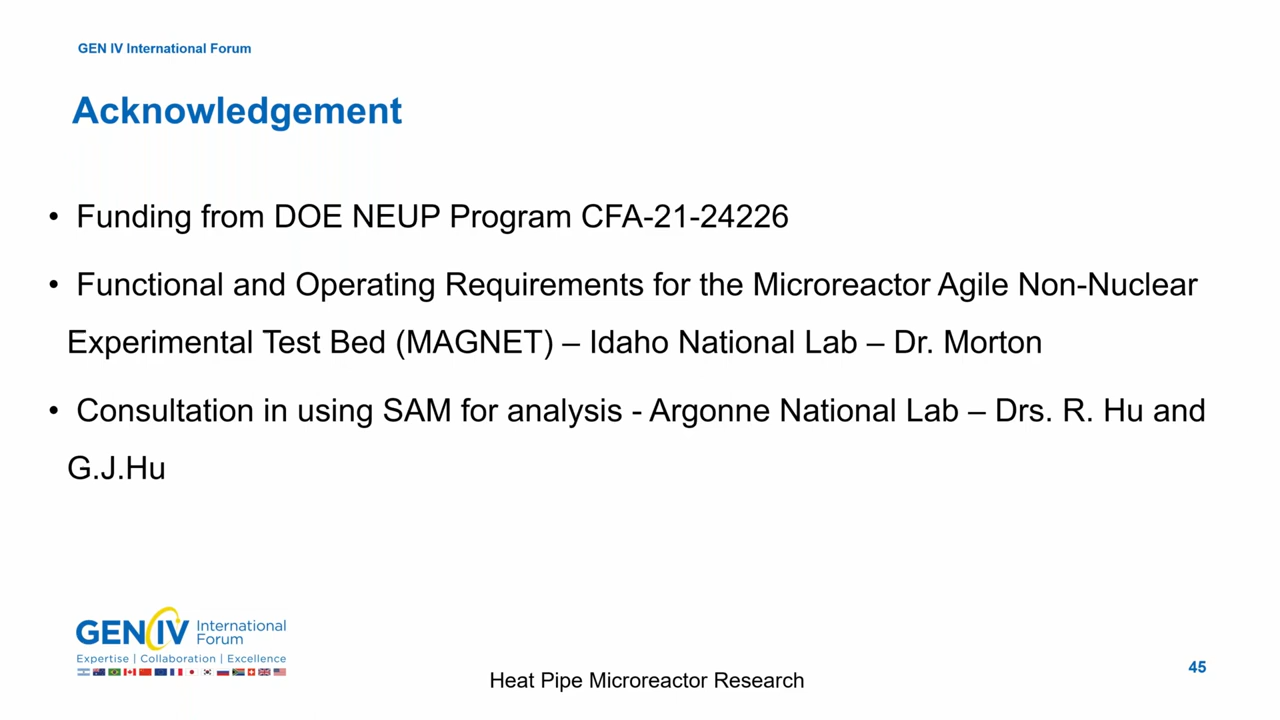 GEN IV International Forum
Acknowledgement
• Funding from DOE NEUP Program CFA-21-24226
• Functional and Operating Requirements for the Microreactor Agile Non-Nuclear
Experimental Test Bed (MAGNET) – Idaho National Lab – Dr. Morton
• Consultation in using SAM for analysis - Argonne National Lab – Drs. R. Hu and
G.J.Hu
GEN IV International
Forum
Expertise | Collaboration | Excellence
Heat Pipe Microreactor Research
45